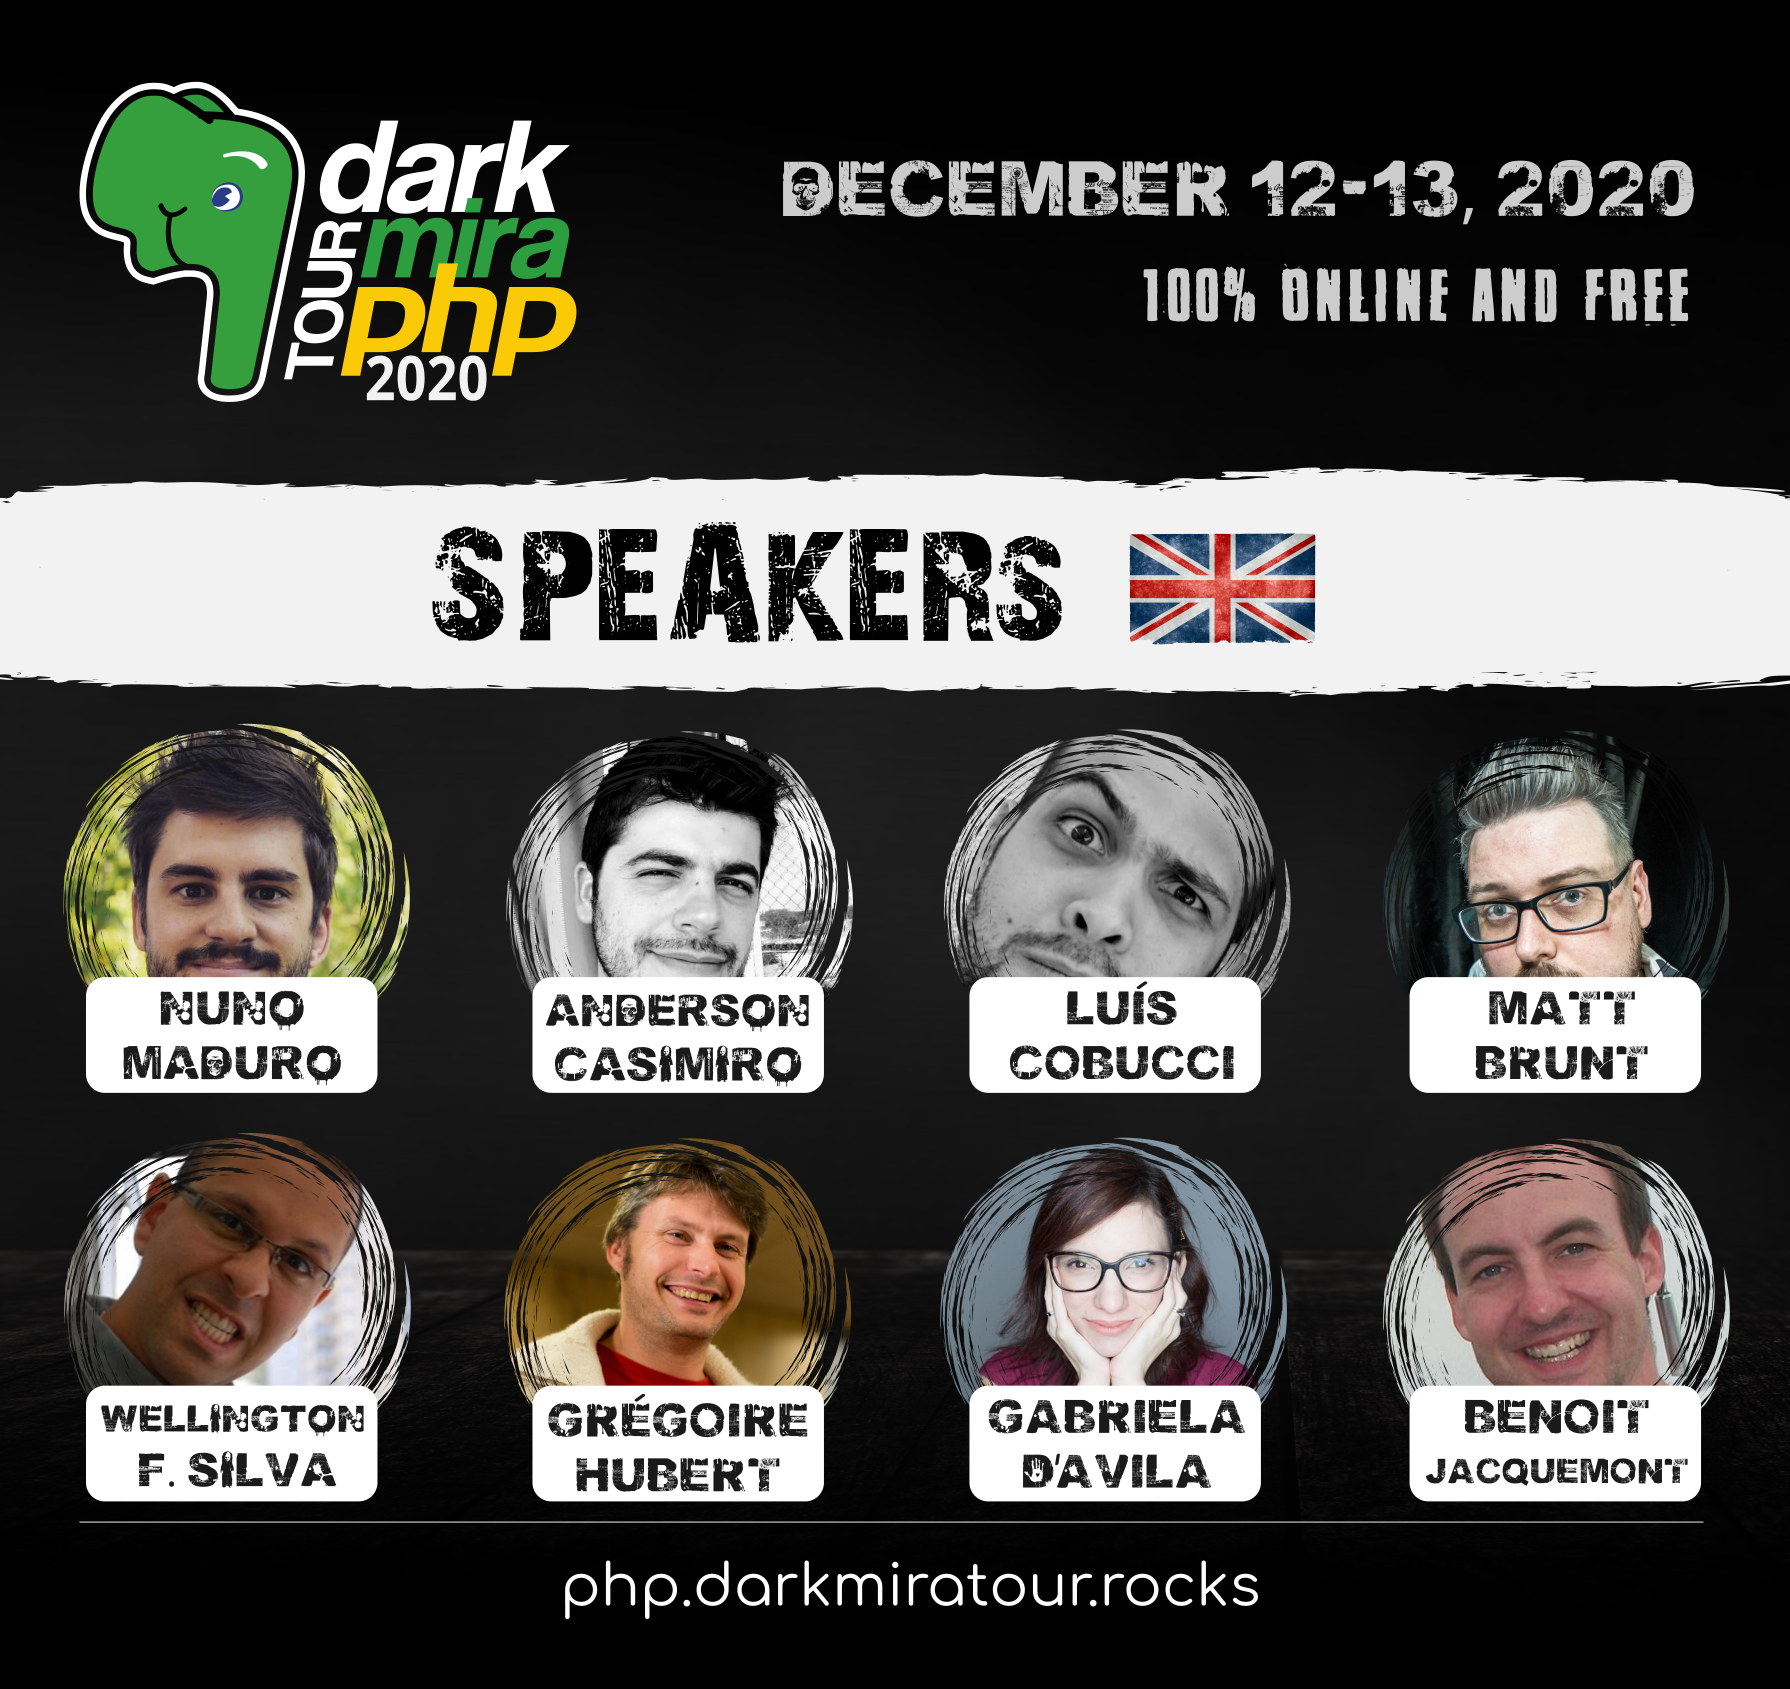 dark
mira
TOUR
php
2020
DECEMBER 12-13, 2020
100% ONLINE AND FREE
SPEAKERS
NUNO
MADURO
ANDERSON
CASIMIRO
LUÍS
COBUCCI
MATT
BRUNT
WELLINGTON
F. SILVA
GRÉGOIRE
HUBERT
GABRIELA
D'AVILA
BENOIT
JACQUEMONT
php.darkmiratour.rocks